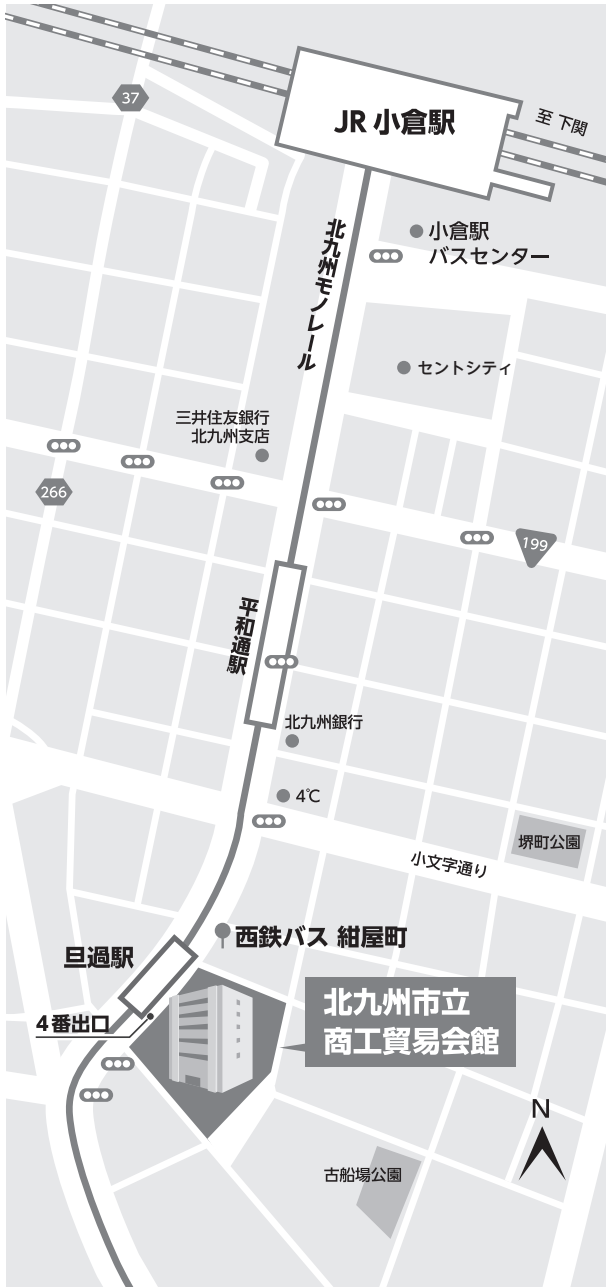 37
JR 小倉駅
至 下関
小倉駅
バスセンター
北九州モノレール
セントシティ
三井住友銀行
北九州支店
266
199
平和通駅
北九州銀行
4℃
堺町公園
小文字通り
西鉄バス 紺屋町
旦過駅
4番出口
北九州市立
商工貿易会館
N
古船場公園